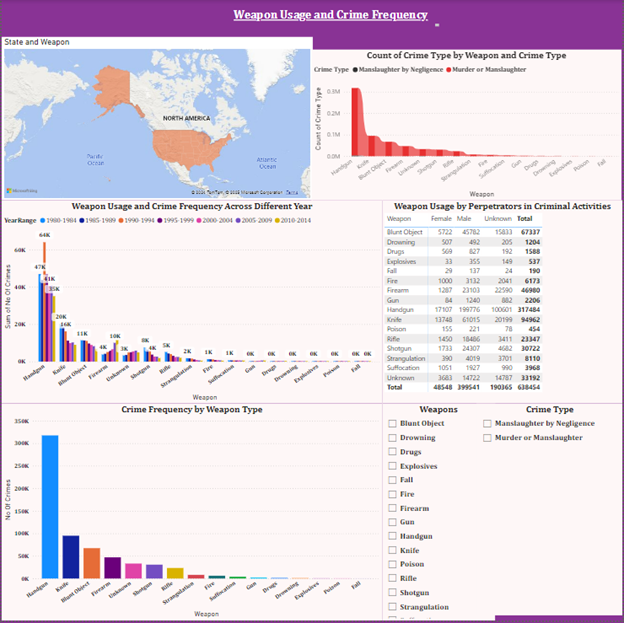 Weapon Usage and Crime Frequency
State and Weapon
NORTH AMERICA
Pacific
Ocean
Atlantic
Ocean
Count of Crime Type by Weapon and Crime Type
Crime Type Manslaughter by Negligence Murder or Manslaughter
Count of Crime Type
0.3M
0.2M
0.1M
0.0M
Handgun Knife Blunt Object Firearm Unknown Shotgun Rifle Strangulation Fire Suffocation Gun Drugs Drowning Explosives Poison Fall
Weapon
Weapon Usage and Crime Frequency Across Different Year
YearRange 1980-1984 1985-1989 1990-1994 1995-1999 2000-2004 2005-2009 2010-2014
Sum of No Of Crimes
60K
40K
20K
0K
64K
47K
41K
35K
20K
16K
11K
4K
10K
3K
4K
5K
2K
1K
1K
0K 0K 0K 0K 0K 0K
Handgun Knife Blunt Object Firearm Unknown Shotgun Rifle Strangulation Fire Suffocation Gun Drugs Drowning Explosives Poison Fall
Weapon
Weapon Usage by Perpetrators in Criminal Activities
Weapon Female Male Unknown Total
Blunt Object 5722 45782 15833 67337
Drowning 507 492 205 1204
Drugs 569 827 192 1588
Explosives 33 355 149 537
Fall 29 137 24 190
Fire 1000 3132 2041 6173
Firearm 1287 23103 22590 46980
Gun 84 1240 882 2206
Handgun 17107 199776 100601 317484
Knife 13748 61015 20199 94962
Poison 155 221 78 454
Rifle 1450 18486 3411 23347
Shotgun 1733 24307 4682 30722
Strangulation 390 4019 3701 8110
Suffocation 1051 1927 990 3968
Unknown 3683 14722 14787 33192
Total 48548 399541 190365 638454
Crime Frequency by Weapon Type
No Of Crimes
350K
300K
250K
200K
150K
100K
50K
0K
Handgun Knife Blunt Object Firearm Unknown Shotgun Rifle Strangulation Fire Suffocation Gun Drugs Drowning Explosives Poison Fall
Weapon
Weapons
Blunt Object
Drowning
Drugs
Explosives
Fall
Fire
Firearm
Gun
Handgun
Knife
Poison
Rifle
Shotgun
Strangulation
Crime Type
Manslaughter by Negligence
Murder or Manslaughter